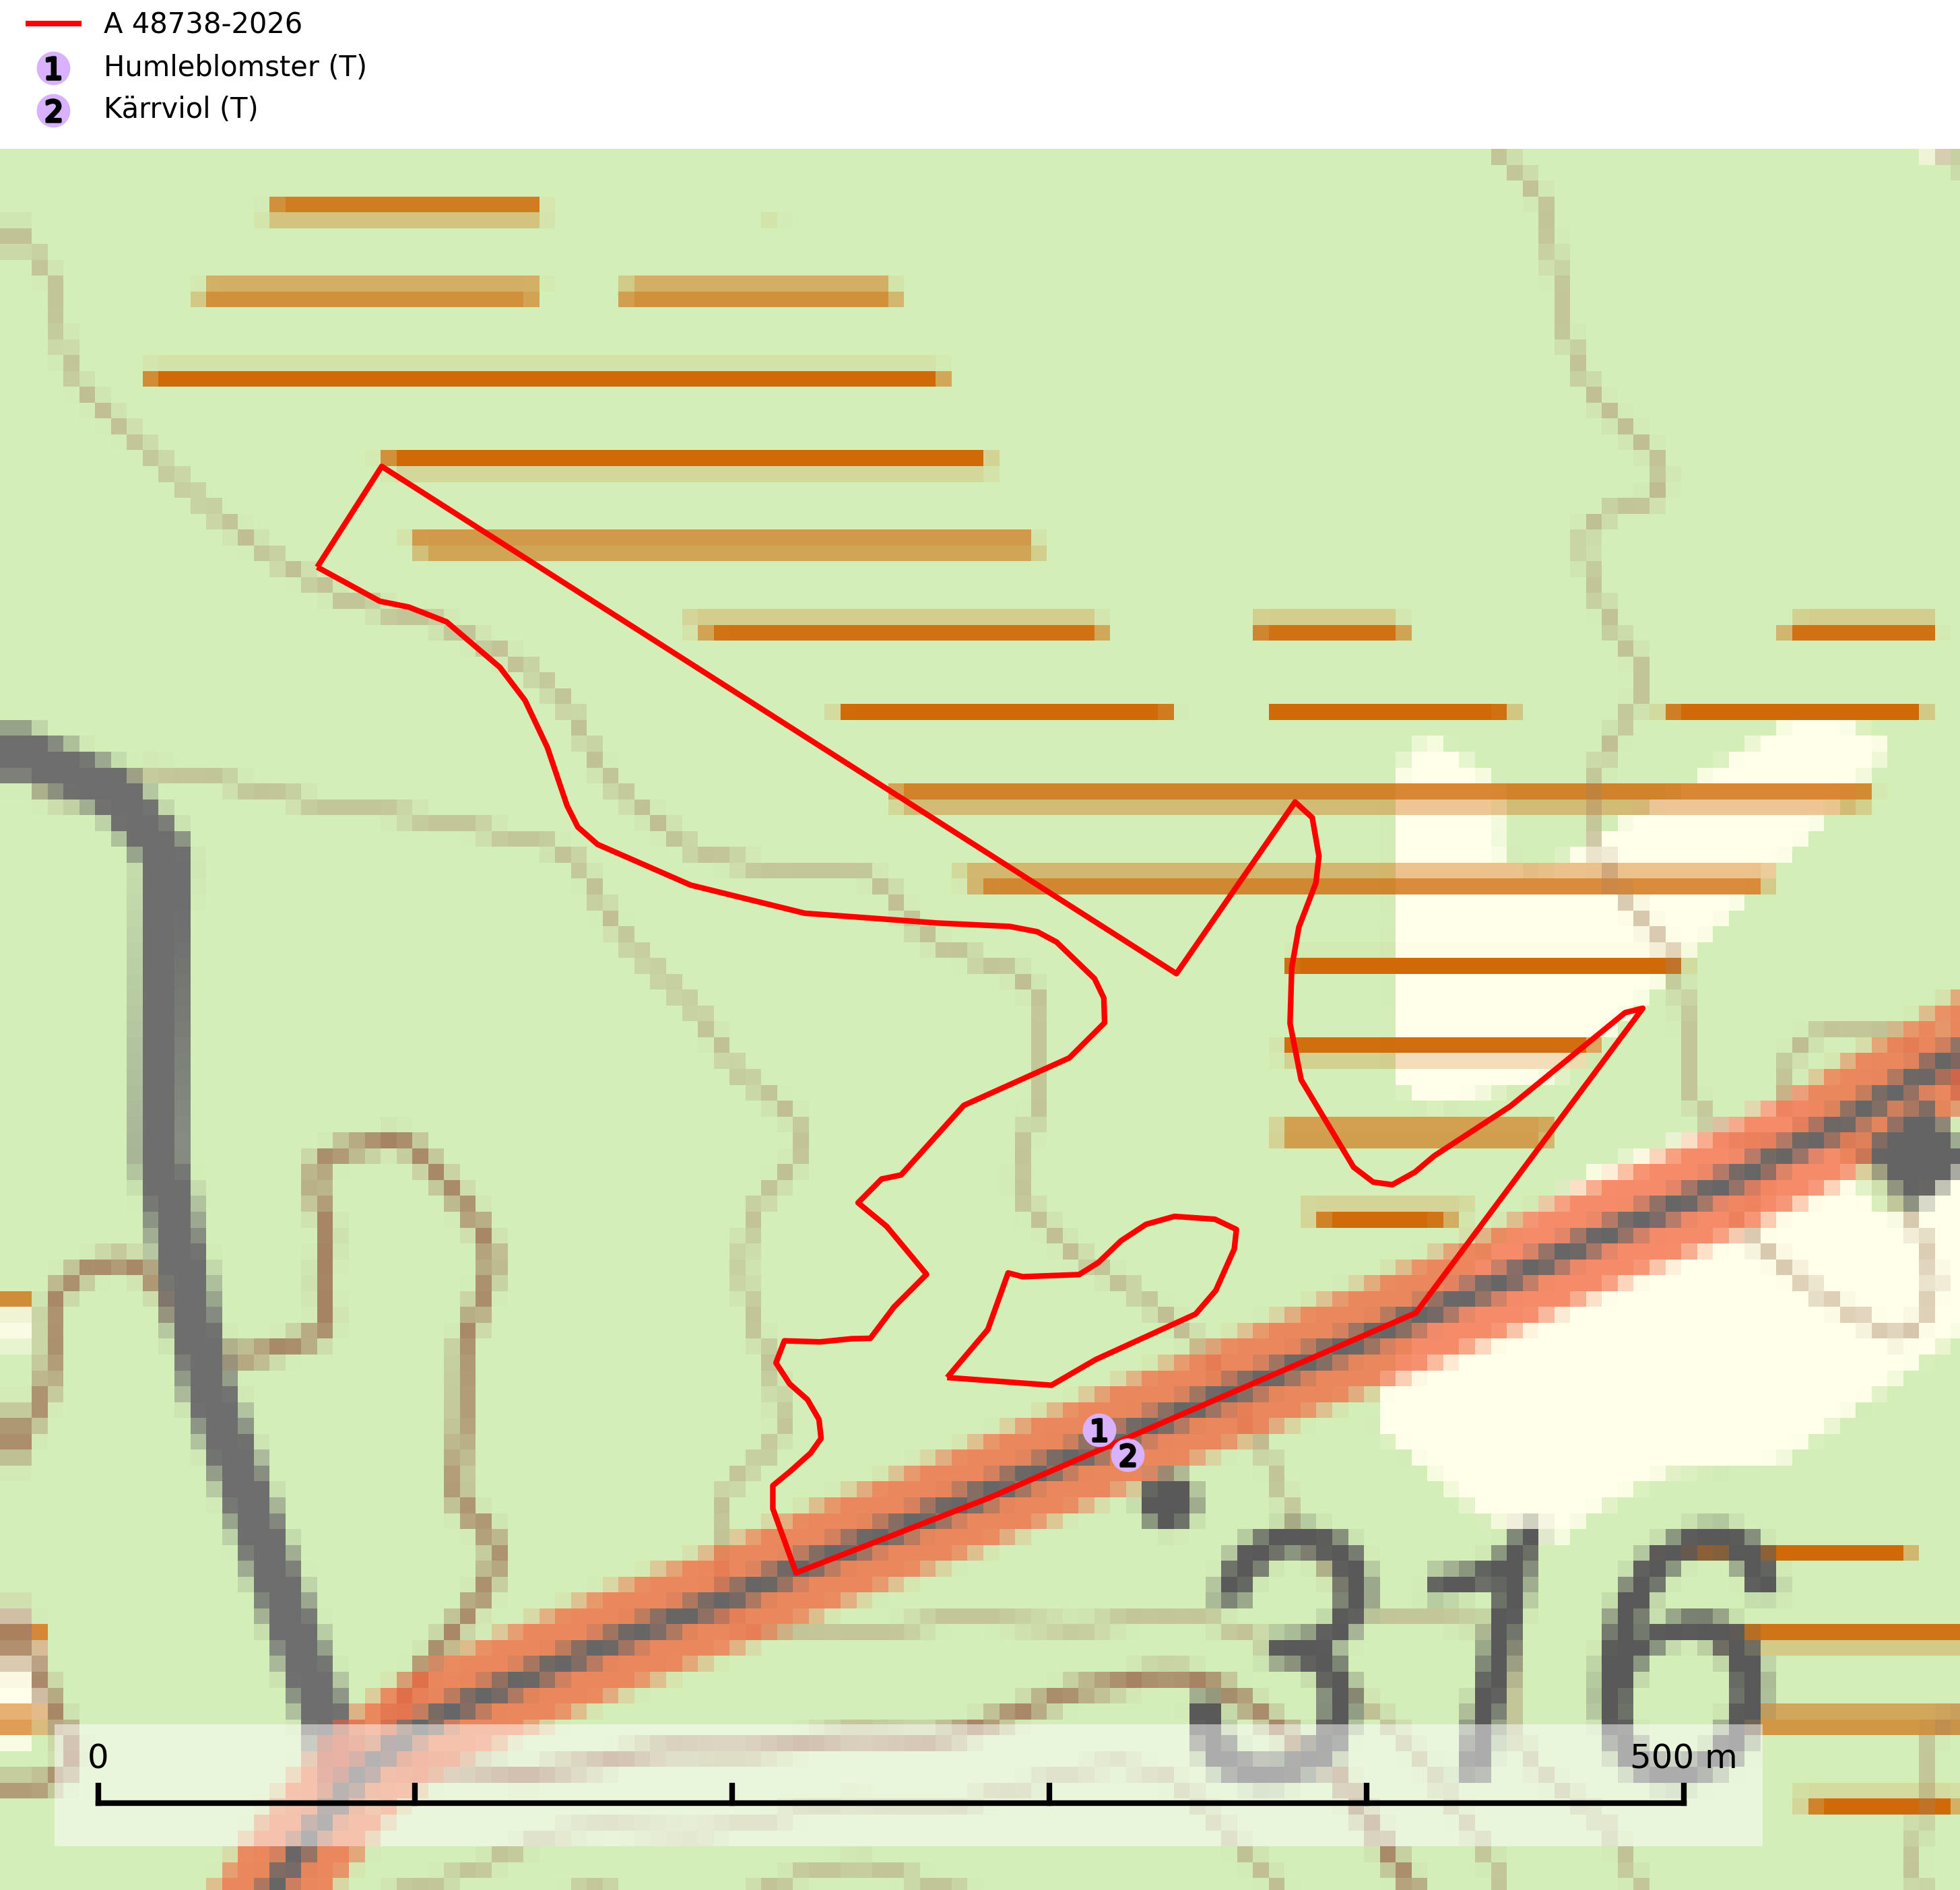 A 48738-2026
1 Humleblomster (T)
2 Kärrviol (T)
1
2
316
0 500 m